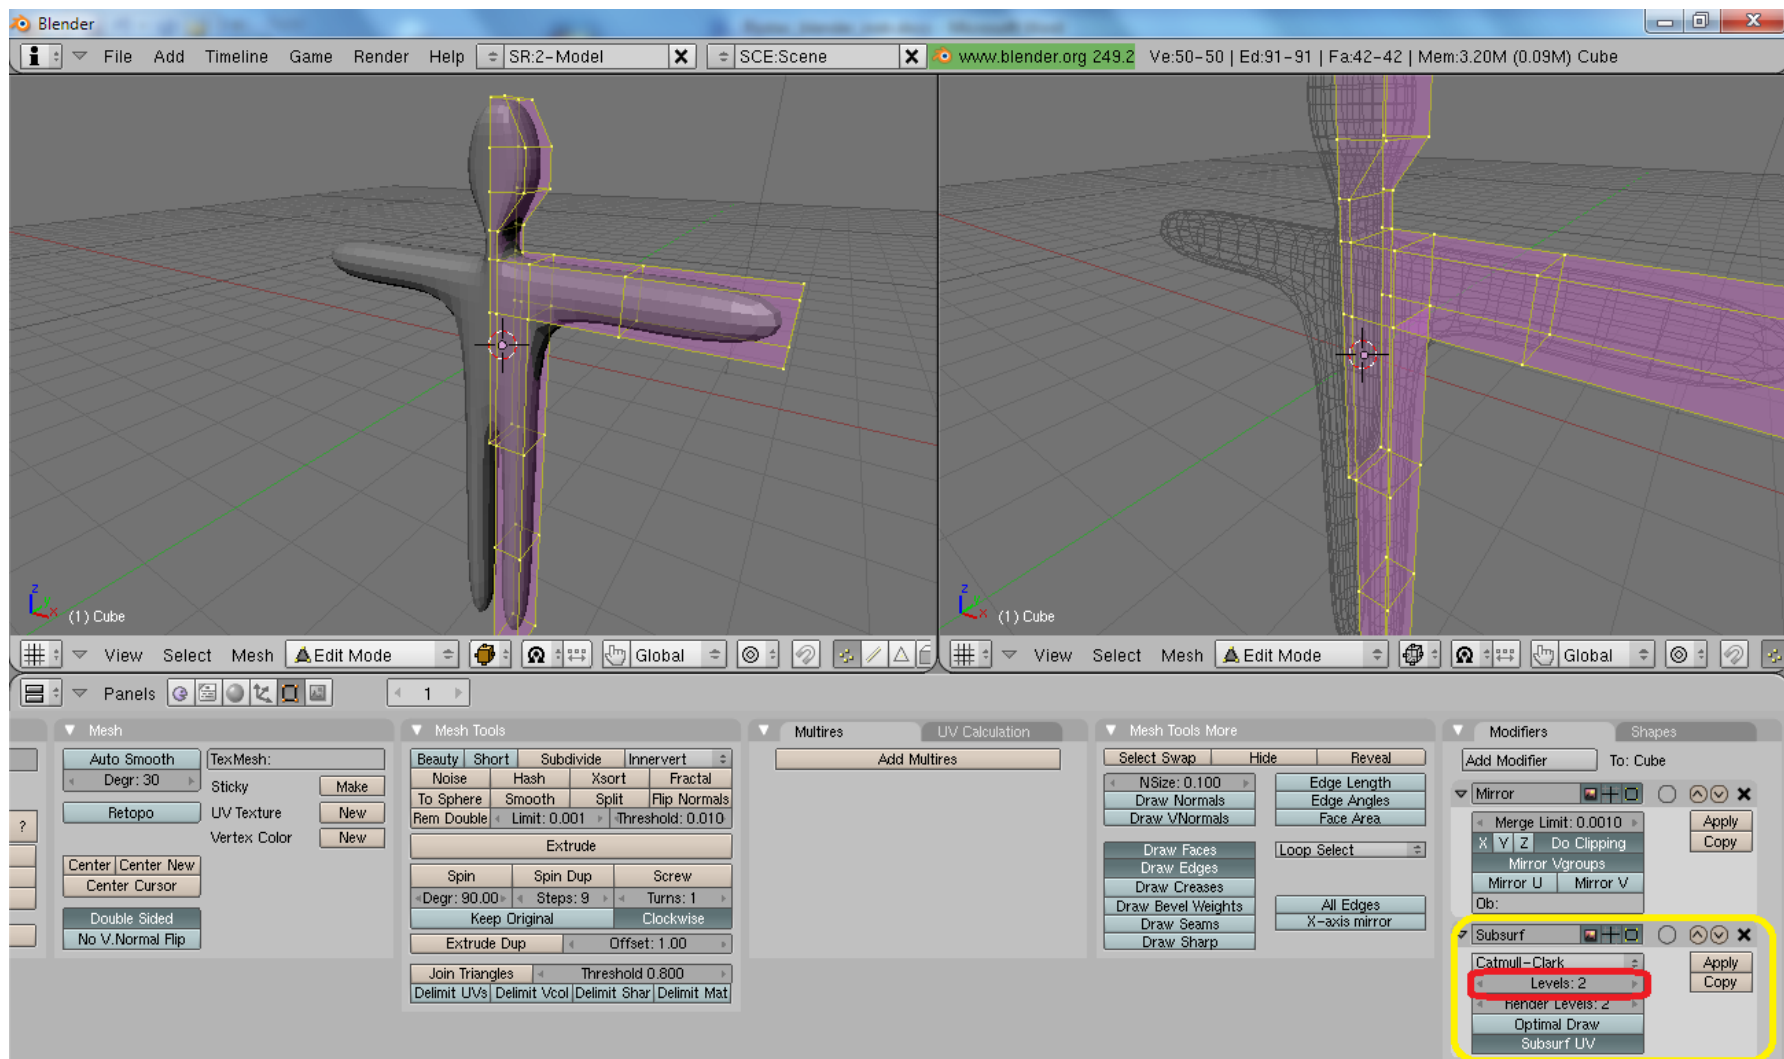 Blender
File Add Timeline Game Render Help SR:2-Model SCE:Scene www.blender.org 249.2 Ve:50-50 | Ed:91-91 | Fa:42-42 | Mem:3.20M (0.09M) Cube
z x (1) Cube
z x (1) Cube
View Select Mesh Edit Mode Global
View Select Mesh Edit Mode Global
Panels 1
Mesh
Auto Smooth TexMesh:
Degr: 30 Sticky Make
Retopo UV Texture New
Vertex Color New
?
Center Center New
Center Cursor
Double Sided
No V.Normal Flip
Mesh Tools
Beauty Short Subdivide Innervert
Noise Hash Xsort Fractal
To Sphere Smooth Split Flip Normals
Rem Double Limit: 0.001 Threshold: 0.010
Extrude
Spin Spin Dup Screw
Degr: 90.00 Steps: 9 Turns: 1
Keep Original Clockwise
Extrude Dup Offset: 1.00
Join Triangles Threshold 0.800
Delimit UVs Delimit Vcol Delimit Shar Delimit Mat
Multires UV Calculation
Add Multires
Mesh Tools More
Select Swap Hide Reveal
NSize: 0.100 Edge Length
Draw Normals Edge Angles
Draw VNormals Face Area
Draw Faces Loop Select
Draw Edges
Draw Creases
Draw Bevel Weights All Edges
Draw Seams X-axis mirror
Draw Sharp
Modifiers Shapes
Add Modifier To: Cube
Mirror
Merge Limit: 0.0010 Apply
X Y Z Do Clipping Copy
Mirror Vgroups
Mirror U Mirror V
Ob:
Subsurf
Catmull-Clark Apply
Levels: 2 Copy
Render Levels: 2
Optimal Draw
Subsurf UV